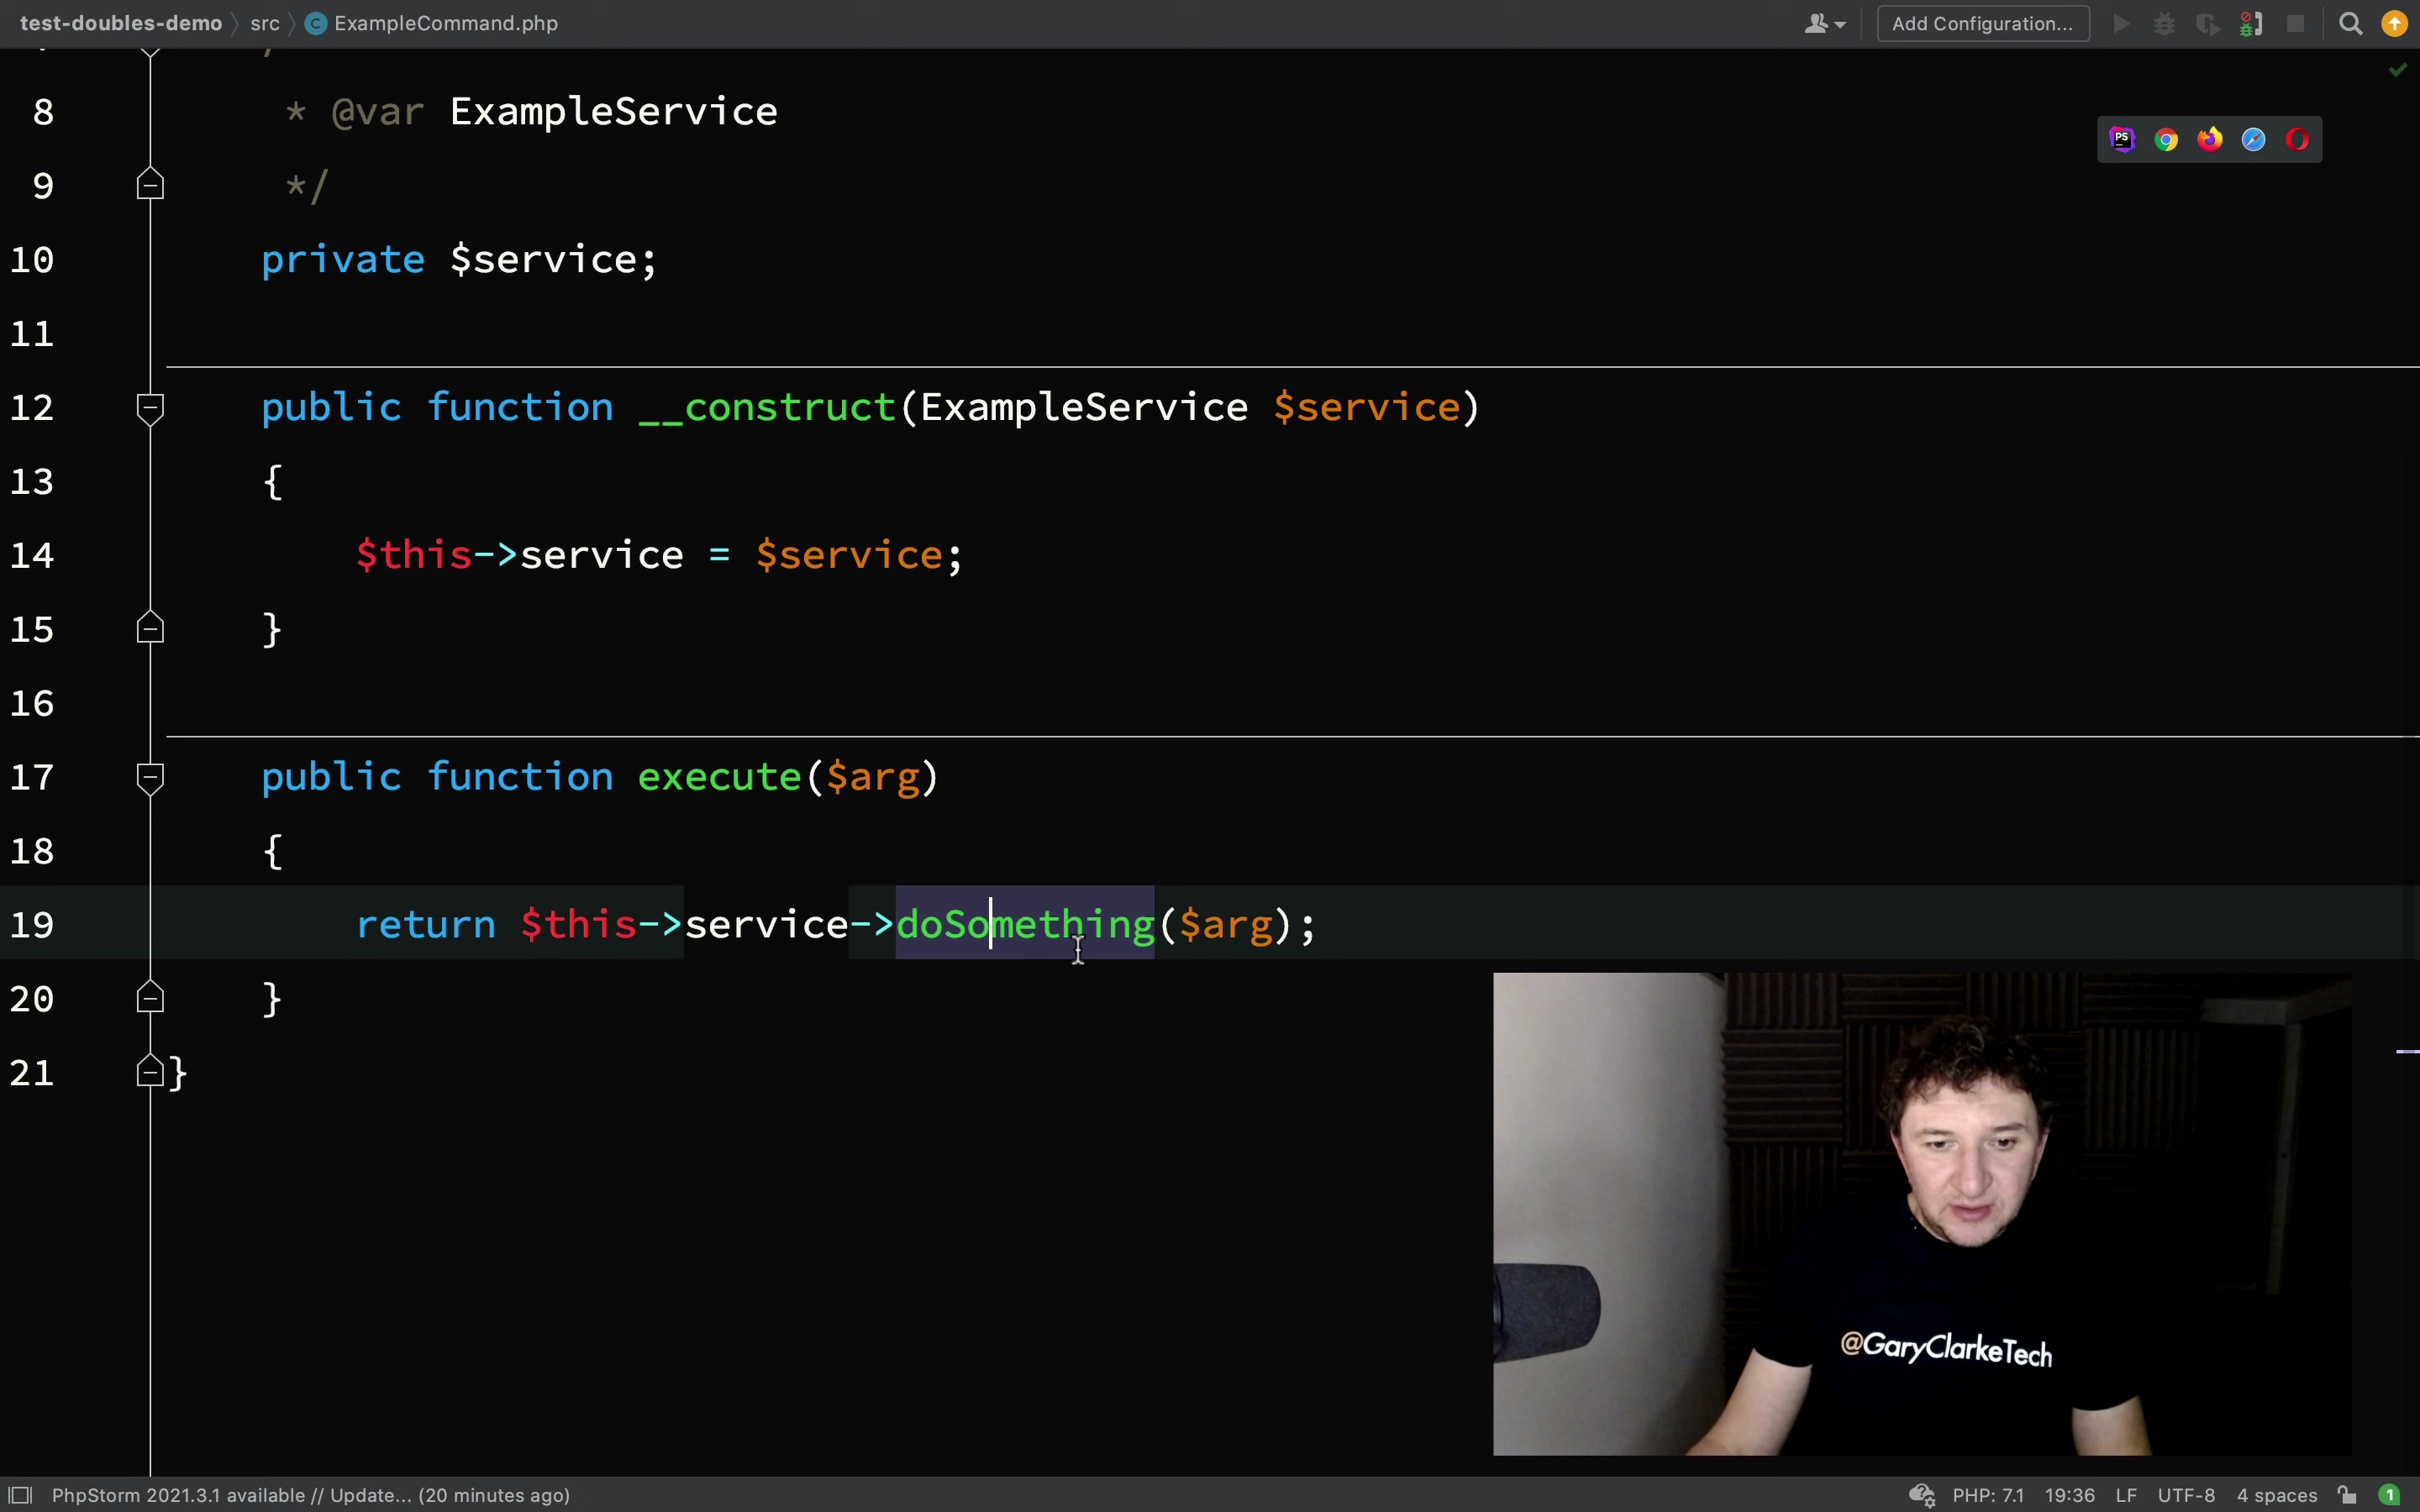 test-doubles-demo src ExampleCommand.php Add Configuration...
8 * @var ExampleService
9 */
10 private $service;
11
12 public function __construct(ExampleService $service)
13 {
14 $this->service = $service;
15 }
16
17 public function execute($arg)
18 {
19 return $this->service->doSomething($arg);
20 }
21 }
@GaryClarkeTech
PhpStorm 2021.3.1 available // Update... (20 minutes ago) PHP: 7.1 19:36 LF UTF-8 4 spaces 1